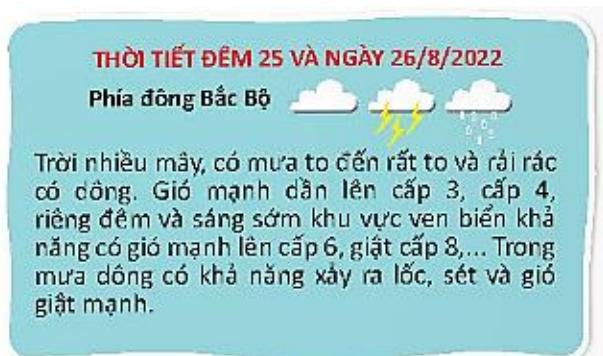 THỜI TIẾT ĐÊM 25 VÀ NGÀY 26/8/2022
Phía đông Bắc Bộ
Trời nhiều mây, có mưa to đến rất to và rải rác
có dông. Gió mạnh dần lên cấp 3, cấp 4,
riêng đêm và sáng sớm khu vực ven biển khả
năng có gió mạnh lên cấp 6, giật cấp 8,... Trong
mưa dông có khả năng xảy ra lốc, sét và gió
giật mạnh.